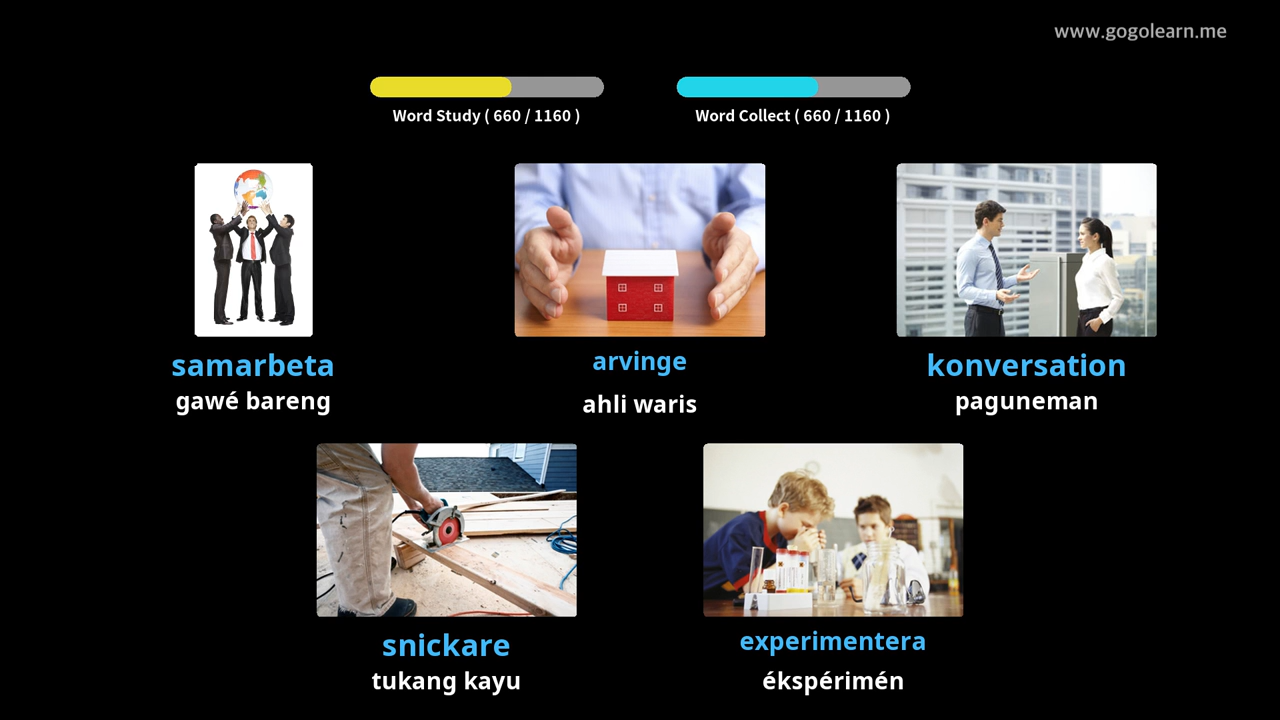 www.gogolearn.me
Word Study ( 660 / 1160 )
Word Collect ( 660 / 1160 )
samarbeta
gawé bareng
arvinge
ahli waris
konversation
paguneman
snickare
tukang kayu
experimentera
ékspérimén